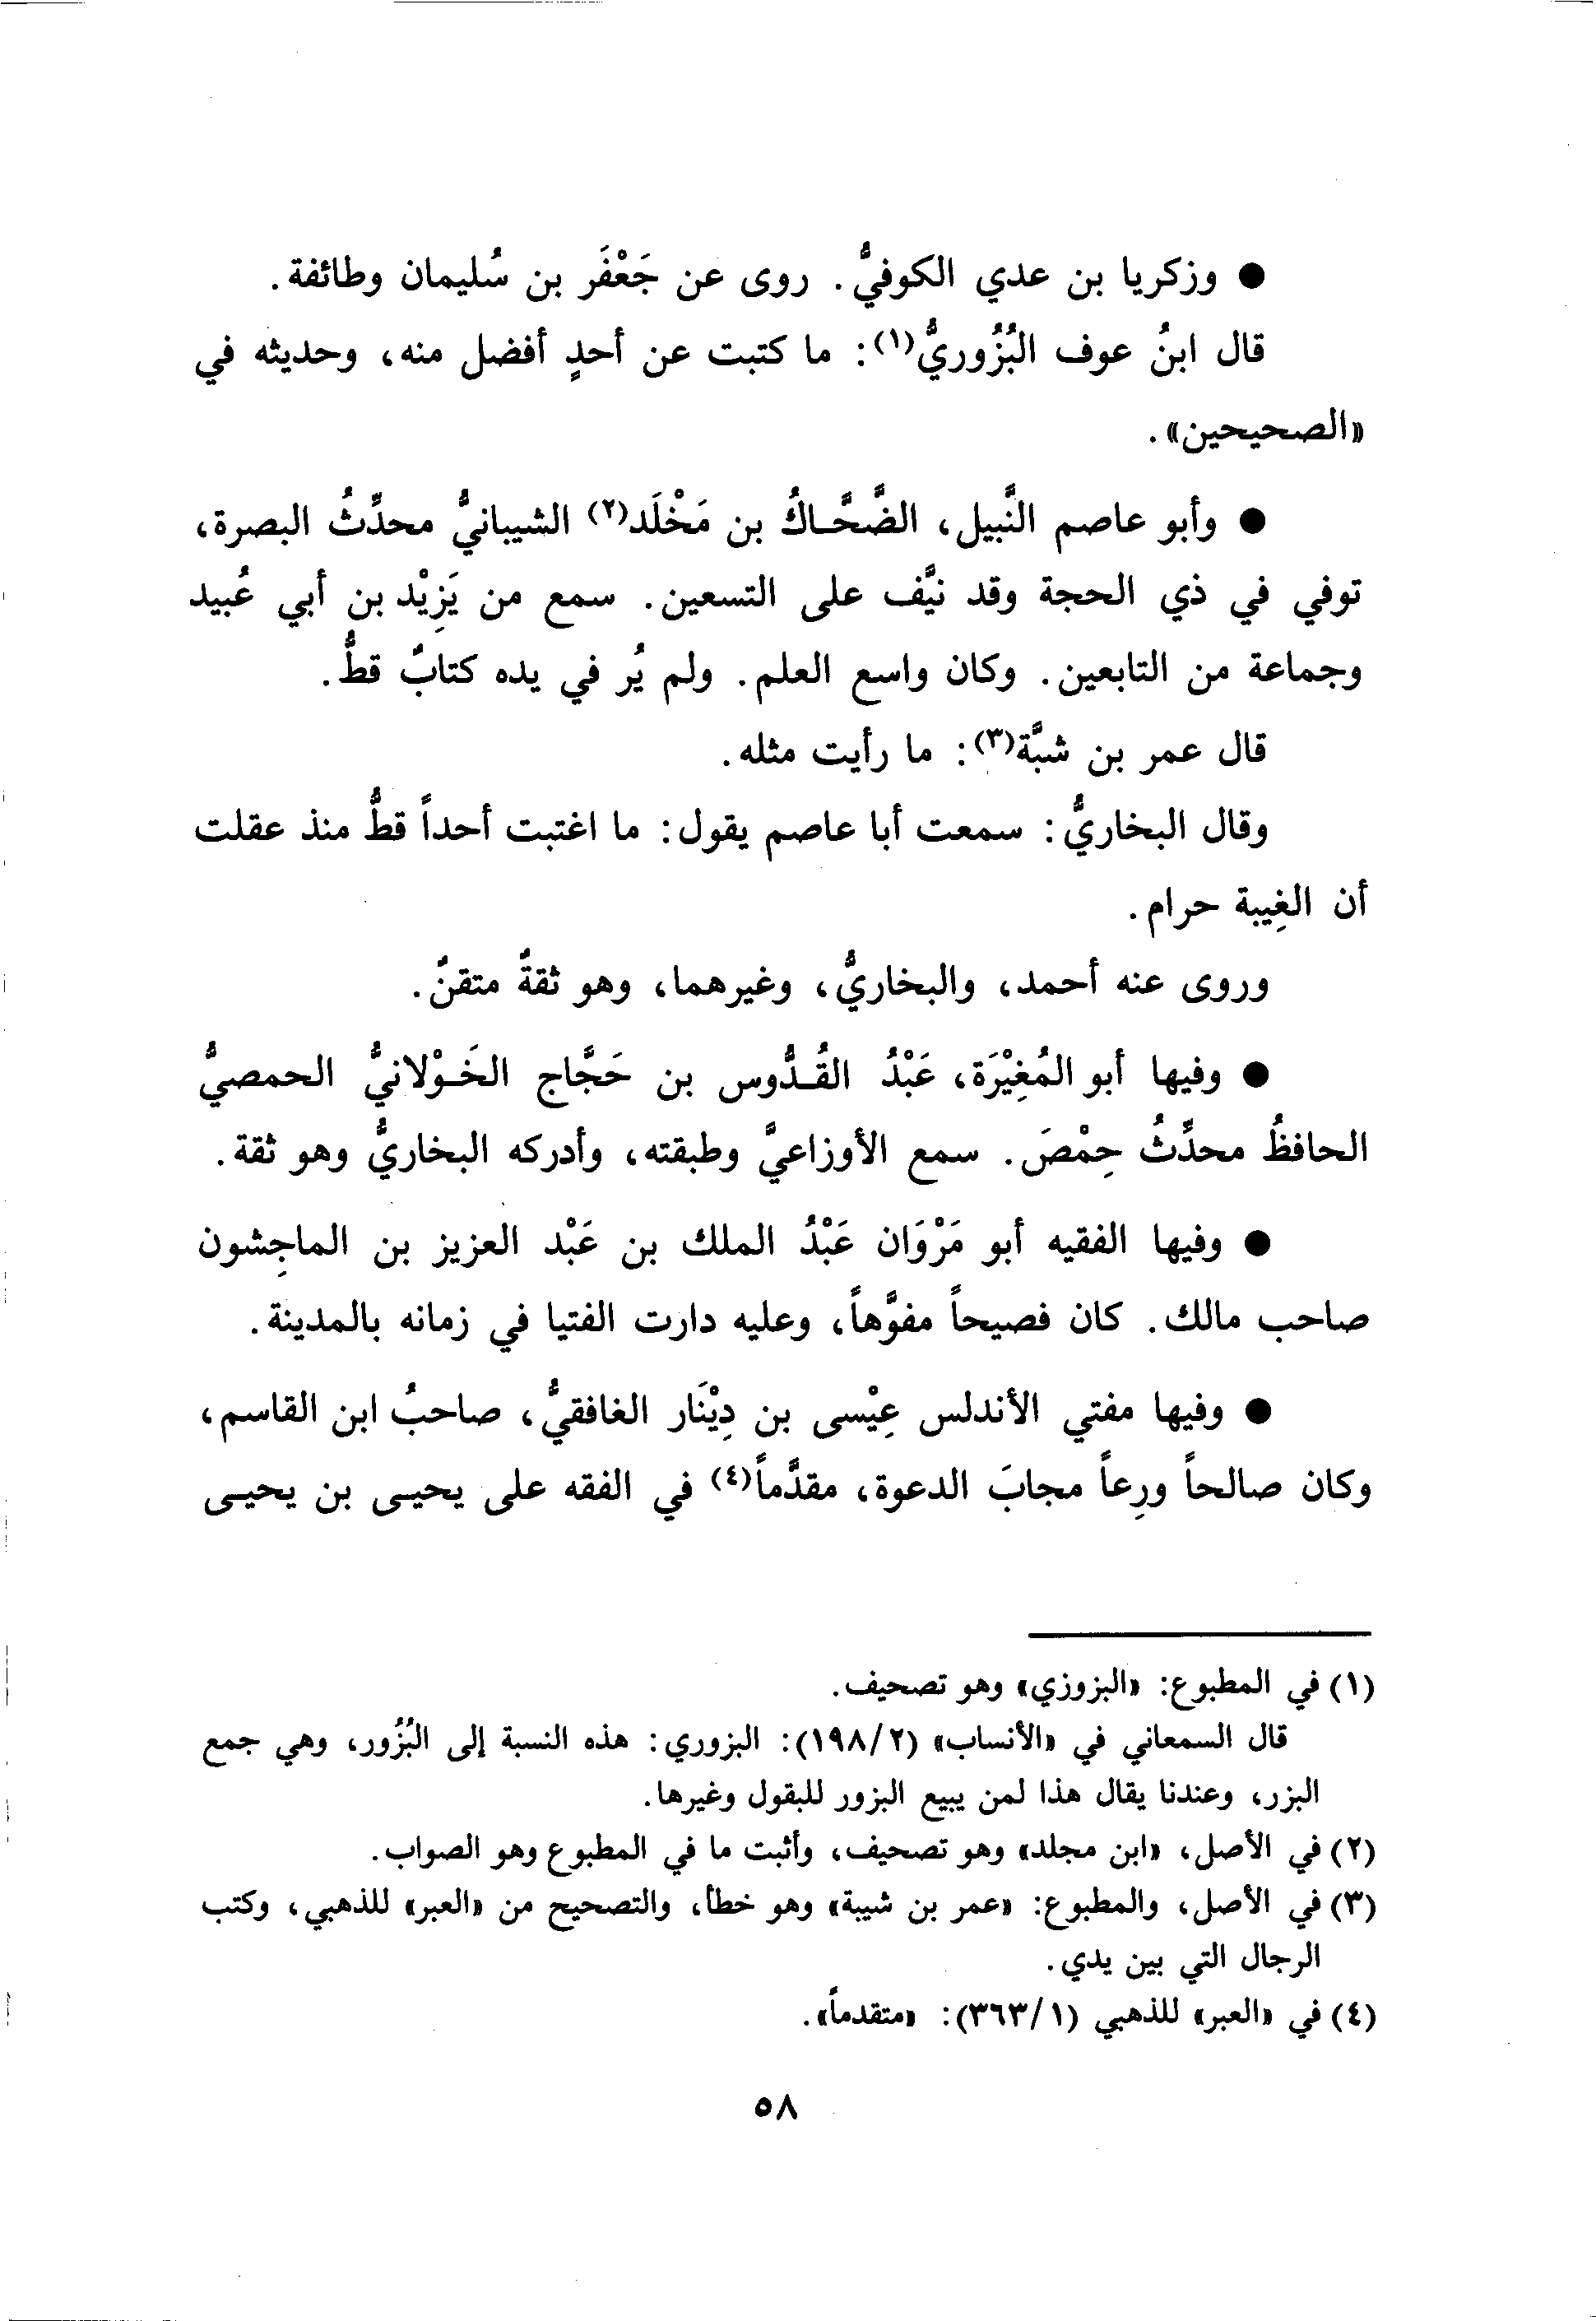 ● وزكريا بن عدي الكوفيُّ. روى عن جَعْفَر بن سُليمان وطائفة.
قال ابنُ عوف البُزُوريُّ(١): ما كتبت عن أحدٍ أفضل منه، وحديثه في
«الصحيحين».
● وأبو عاصم النَّبيل، الضَّحَّاكُ بن مَخْلَد(٢) الشيبانيُّ محدِّثُ البصرة،
توفي في ذي الحجة وقد نيَّف على التسعين. سمع من يَزِيْد بن أبي عُبيد
وجماعة من التابعين. وكان واسع العلم. ولم يُر في يده كتابٌ قطُّ.
قال عمر بن شبَّة(٣): ما رأيت مثله.
وقال البخاريُّ: سمعت أبا عاصم يقول: ما اغتبت أحداً قطُّ منذ عقلت
أن الغِيبة حرام.
وروى عنه أحمد، والبخاريُّ، وغيرهما، وهو ثقةٌ متقنٌ.
● وفيها أبو المُغِيْرَة، عَبْدُ القُـدُّوس بن حَجَّاج الخَـوْلانيُّ الحمصيُّ
الحافظُ محدِّثُ حِمْصَ. سمع الأوزاعيَّ وطبقته، وأدركه البخاريُّ وهو ثقة.
● وفيها الفقيه أبو مَرْوَان عَبْدُ الملك بن عَبْد العزيز بن الماجِشون
صاحب مالك. كان فصيحاً مفوَّهاً، وعليه دارت الفتيا في زمانه بالمدينة.
● وفيها مفتي الأندلس عِيْسى بن دِيْنَار الغافقيُّ، صاحبُ ابن القاسم،
وكان صالحاً ورِعاً مجابَ الدعوة، مقدَّماً(٤) في الفقه على يحيـى بن يحيـى
(١) في المطبوع: «البزوزي» وهو تصحيف.
قال السمعاني في «الأنساب» (١٩٨/٢): البزوري: هذه النسبة إلى البُزُور، وهي جمع
البزر، وعندنا يقال هذا لمن يبيع البزور للبقول وغيرها.
(٢) في الأصل، «ابن مجلد» وهو تصحيف، وأثبت ما في المطبوع وهو الصواب.
(٣) في الأصل، والمطبوع: «عمر بن شيبة» وهو خطأ، والتصحيح من «العبر» للذهبي، وكتب
الرجال التي بين يدي.
(٤) في «العبر» للذهبي (٣٦٣/١): «متقدماً».
٥٨